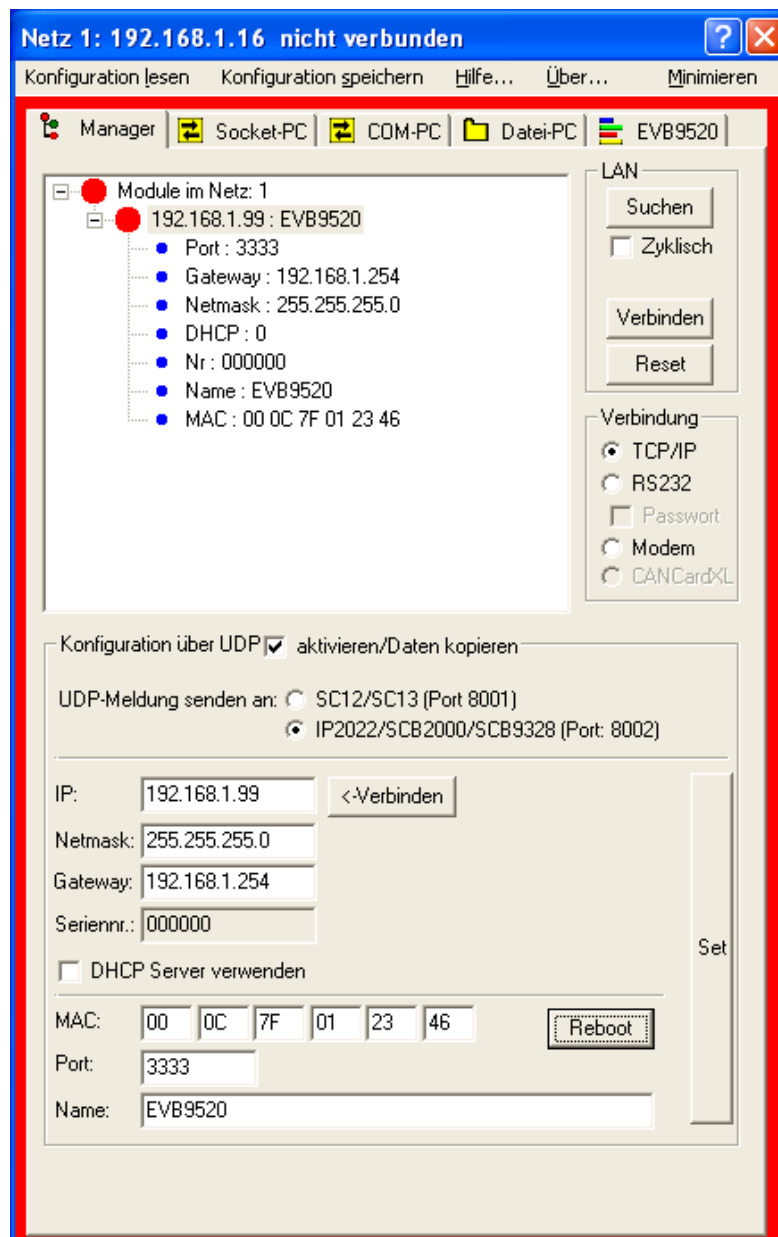 Netz 1: 192.168.1.16 nicht verbunden
Konfiguration lesen Konfiguration speichern Hilfe... Über... Minimieren
Manager Socket-PC COM-PC Datei-PC EVB9520
Module im Netz: 1
192.168.1.99 : EVB9520
Port : 3333
Gateway : 192.168.1.254
Netmask : 255.255.255.0
DHCP : 0
Nr : 000000
Name : EVB9520
MAC : 00 0C 7F 01 23 46
LAN
Suchen
Zyklisch
Verbinden
Reset
Verbindung
TCP/IP
RS232
Passwort
Modem
CANCardXL
Konfiguration über UDP aktivieren/Daten kopieren
UDP-Meldung senden an: SC12/SC13 (Port 8001)
IP2022/SCB2000/SCB9328 (Port: 8002)
IP: 192.168.1.99 <-Verbinden
Netmask: 255.255.255.0
Gateway: 192.168.1.254
Seriennr.: 000000
DHCP Server verwenden
Set
MAC: 00 0C 7F 01 23 46 Reboot
Port: 3333
Name: EVB9520